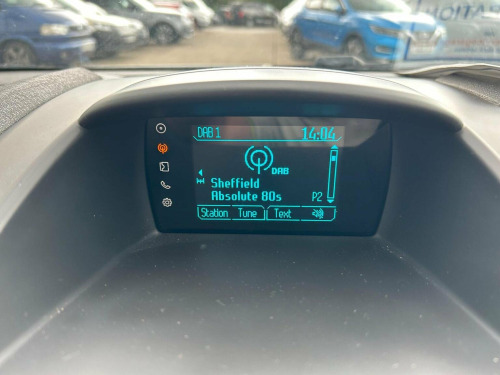 DAB 1 14:04
DAB
Sheffield
Absolute 80s P2
Station Tune Text